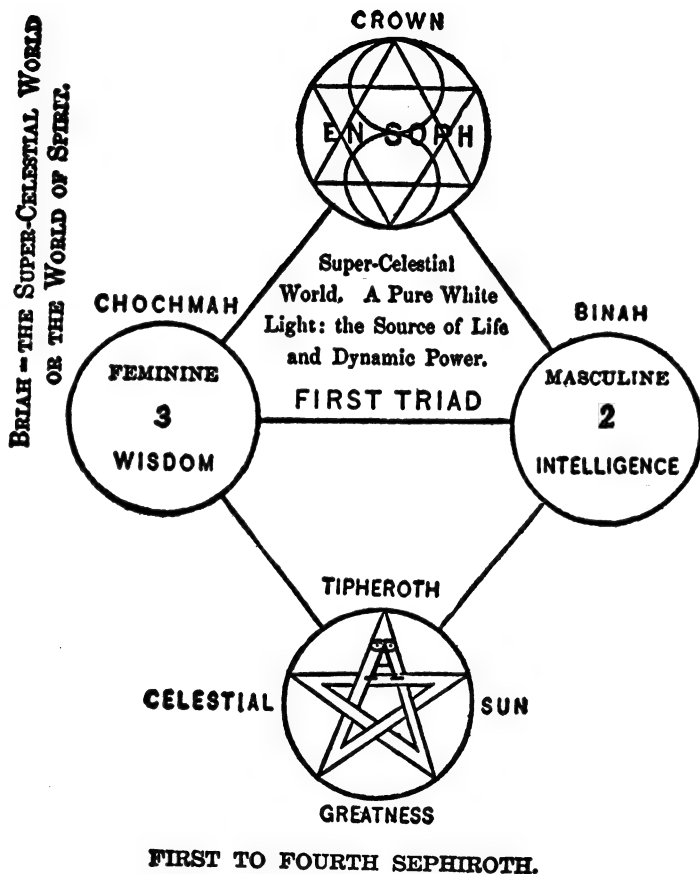 BRIAH = THE SUPER-CELESTIAL WORLD
OR THE WORLD OF SPIRIT.
CROWN
EN SOPH
Super-Celestial
World. A Pure White
Light: the Source of Life
and Dynamic Power.
FIRST TRIAD
CHOCHMAH
FEMININE
3
WISDOM
BINAH
MASCULINE
2
INTELLIGENCE
TIPHEROTH
CELESTIAL SUN
GREATNESS
FIRST TO FOURTH SEPHIROTH.